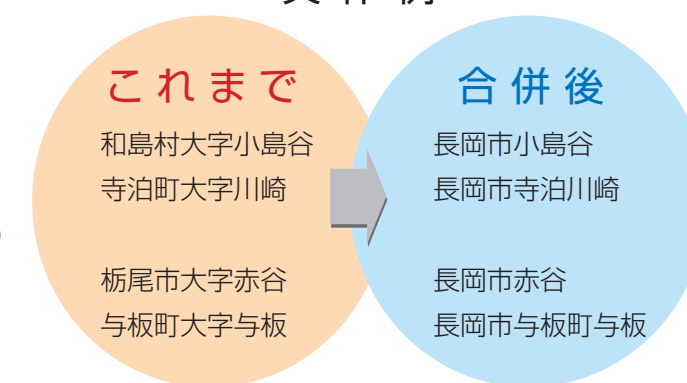 これまで
和島村大字小島谷
寺泊町大字川崎
栃尾市大字赤谷
与板町大字与板
合併後
長岡市小島谷
長岡市寺泊川崎
長岡市赤谷
長岡市与板町与板